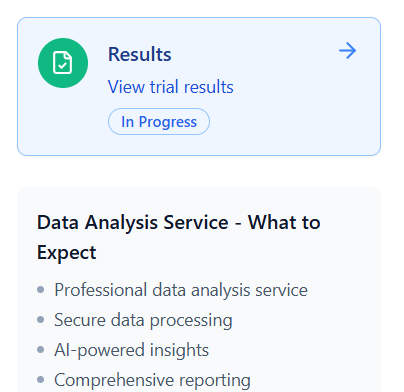 Results
View trial results
In Progress
Data Analysis Service - What to
Expect
Professional data analysis service
Secure data processing
AI-powered insights
Comprehensive reporting